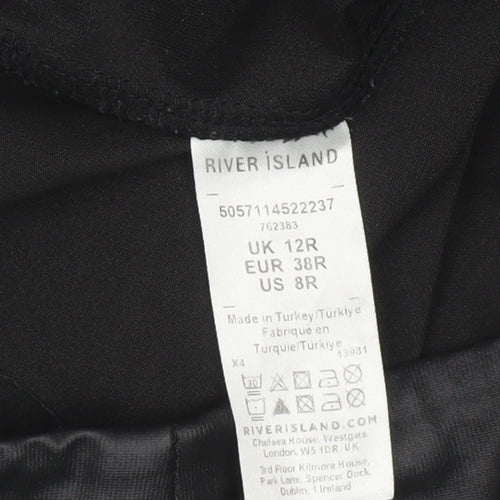 RIVER iSLAND
5057114522237
762383
UK 12R
EUR 38R
US 8R
Made in Turkey/Türkiye
Fabriqué en
Turquie/Türkiye
X4 13931
30
RIVERISLAND.COM
Chelsea House, Westgate
London, W5 1DR UK
3rd Floor Kilmore House,
Park Lane, Spencer Dock,
Dublin, 1 Ireland